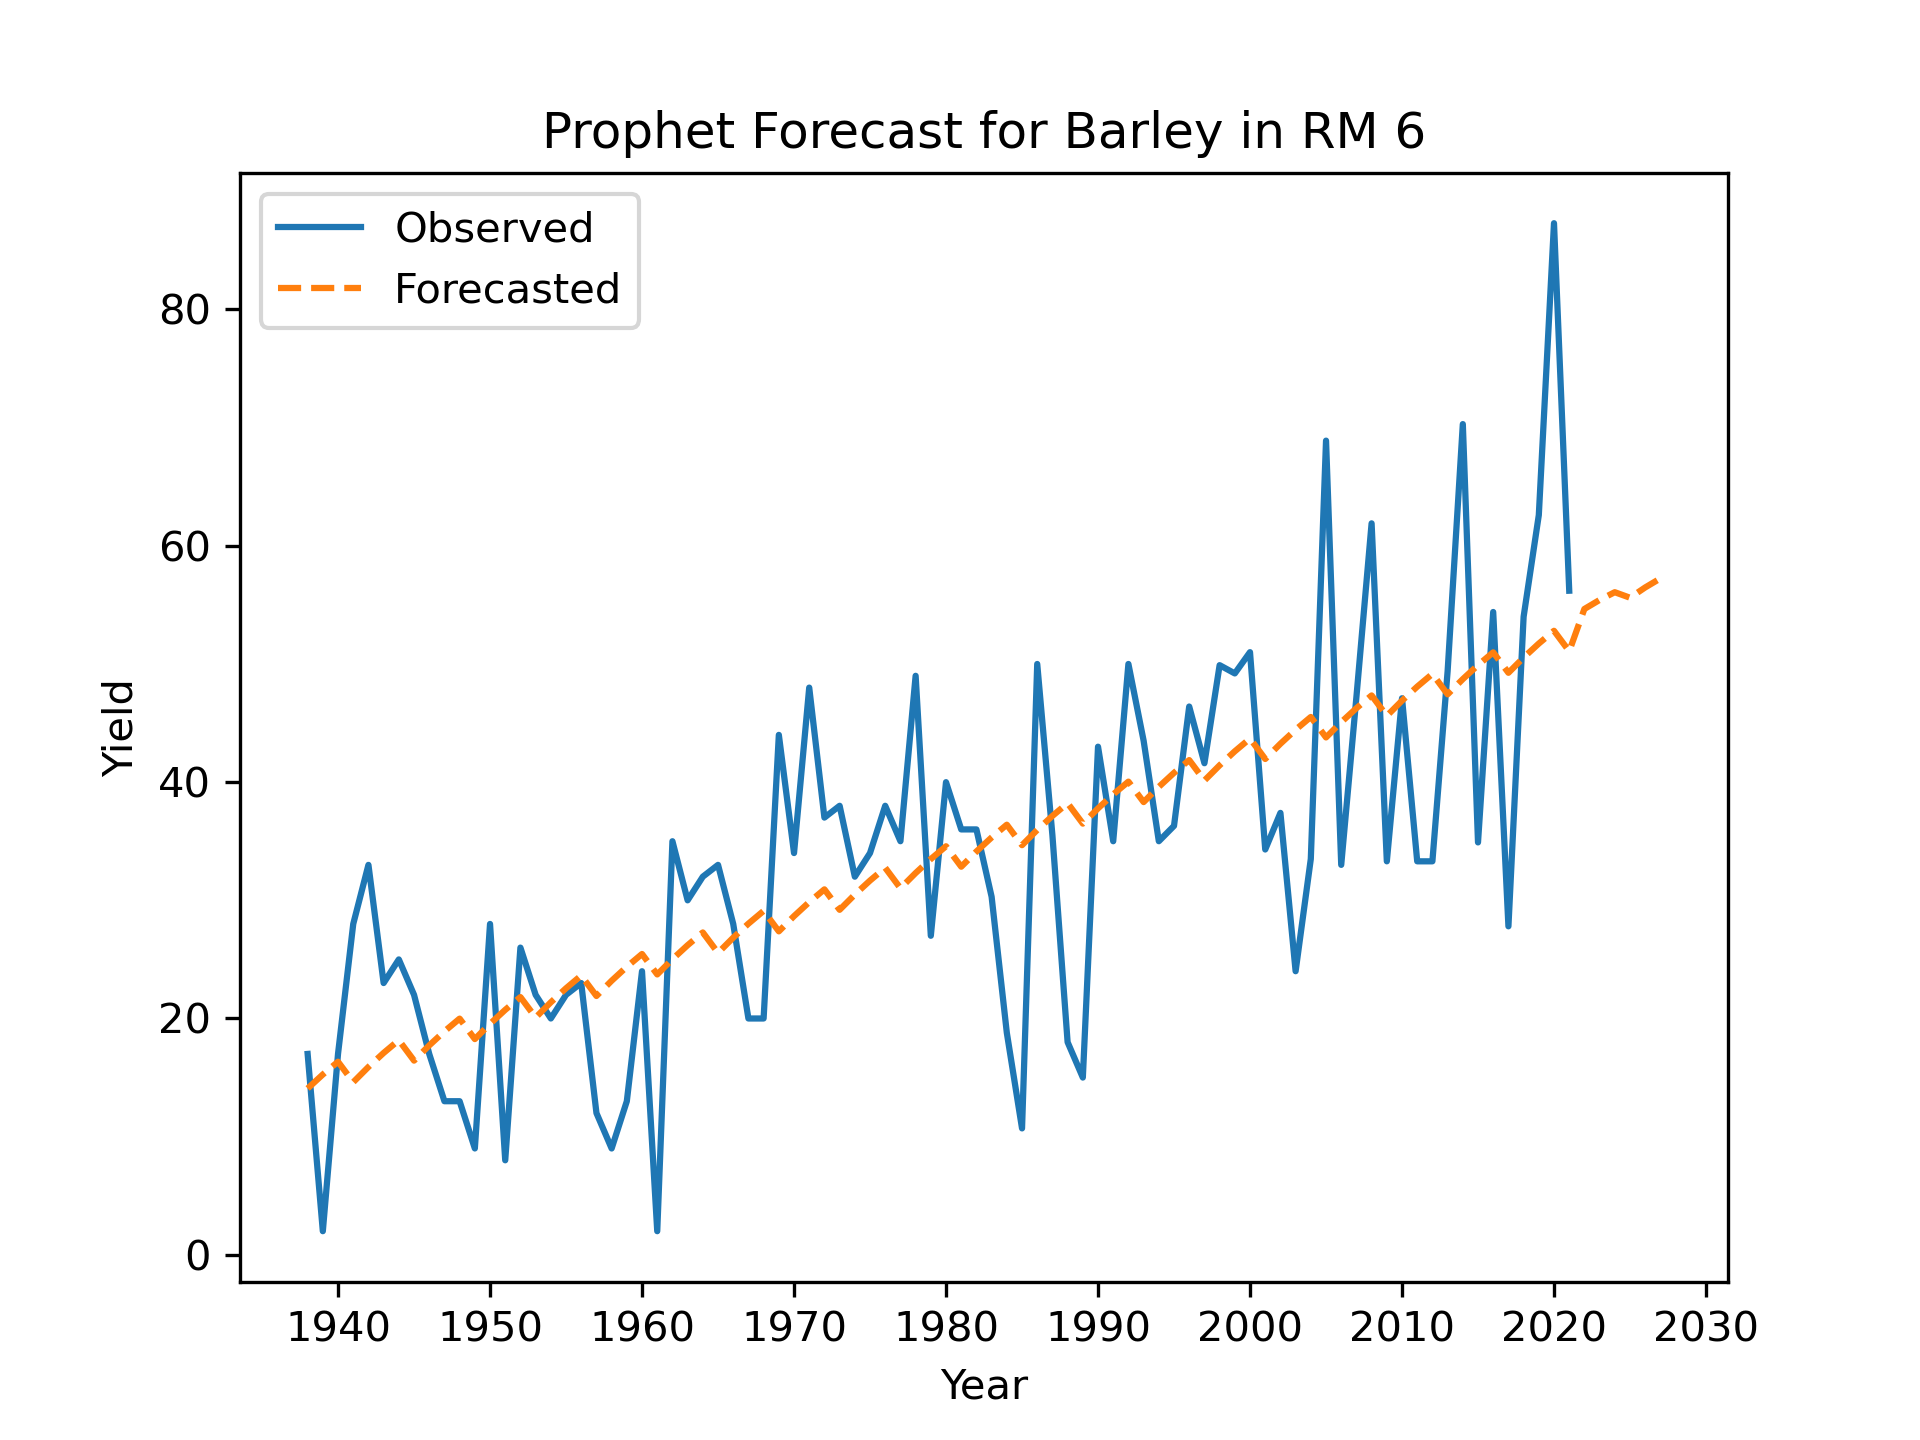 Prophet Forecast for Barley in RM 6
Observed
Forecasted
80
60
40
20
0
Yield
1940 1950 1960 1970 1980 1990 2000 2010 2020 2030
Year